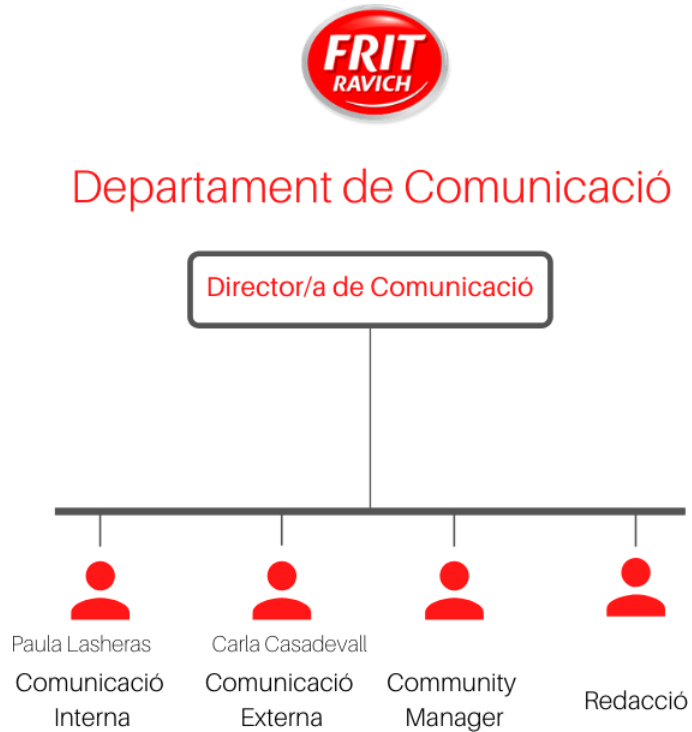 FRIT
RAVICH
Departament de Comunicació
Director/a de Comunicació
Paula Lasheras
Comunicació
Interna
Carla Casadevall
Comunicació
Externa
Community
Manager
Redacció